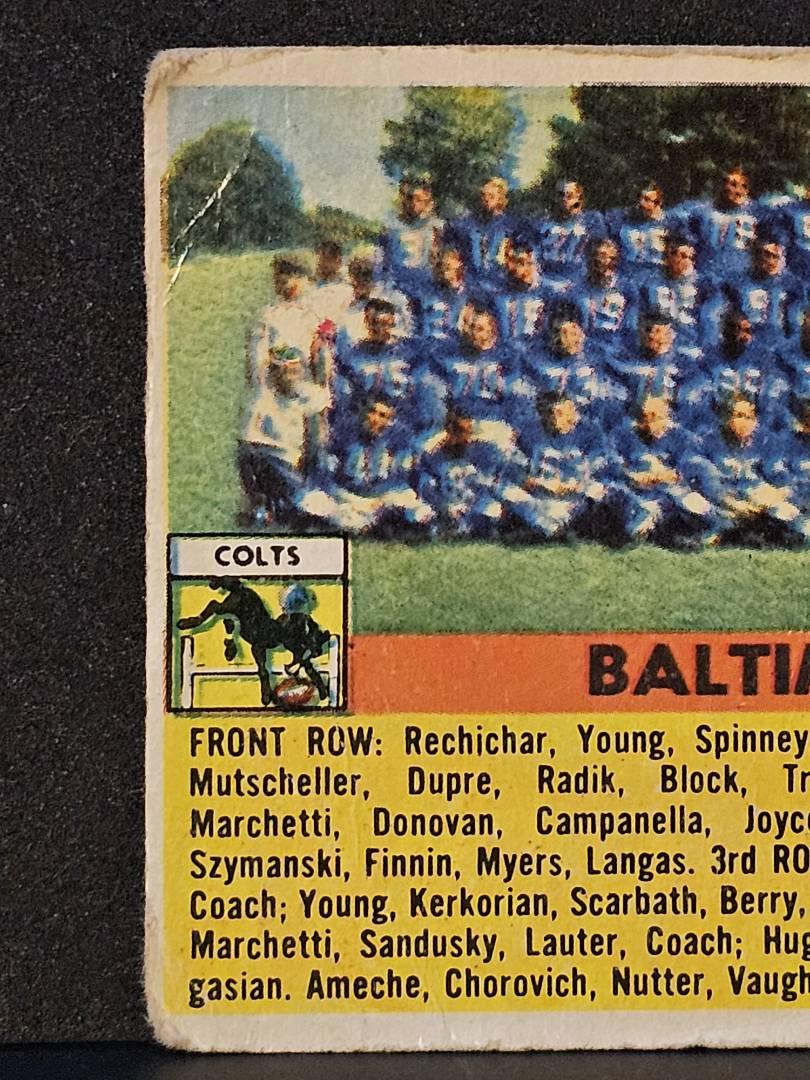 COLTS
BALTI
FRONT ROW: Rechichar, Young, Spinney
Mutscheller, Dupre, Radik, Block, Tr
Marchetti, Donovan, Campanella, Joyc
Szymanski, Finnin, Myers, Langas. 3rd RO
Coach; Young, Kerkorian, Scarbath, Berry,
Marchetti, Sandusky, Lauter, Coach; Hug
gasian. Ameche, Chorovich, Nutter, Vaugh